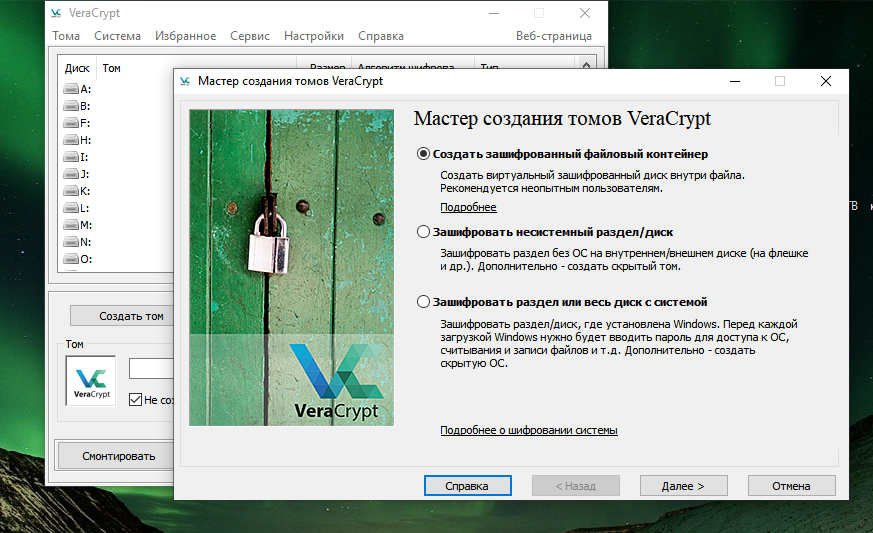 VeraCrypt
Тома Система Избранное Сервис Настройки Справка Веб-страница
Диск Том Размер Алгоритм шифрова Тип
A:
B:
F:
H:
I:
J:
K:
L:
M:
N:
O:
Создать том
Том
VeraCrypt
Не сох
Смонтировать
Мастер создания томов VeraCrypt
VeraCrypt
Мастер создания томов VeraCrypt
Создать зашифрованный файловый контейнер
Создать виртуальный зашифрованный диск внутри файла.
Рекомендуется неопытным пользователям.
Подробнее
Зашифровать несистемный раздел/диск
Зашифровать раздел без ОС на внутреннем/внешнем диске (на флешке
и др.). Дополнительно - создать скрытый том.
Зашифровать раздел или весь диск с системой
Зашифровать раздел/диск, где установлена Windows. Перед каждой
загрузкой Windows нужно будет вводить пароль для доступа к ОС,
считывания и записи файлов и т.д. Дополнительно - создать
скрытую ОС.
Подробнее о шифровании системы
Справка < Назад Далее > Отмена